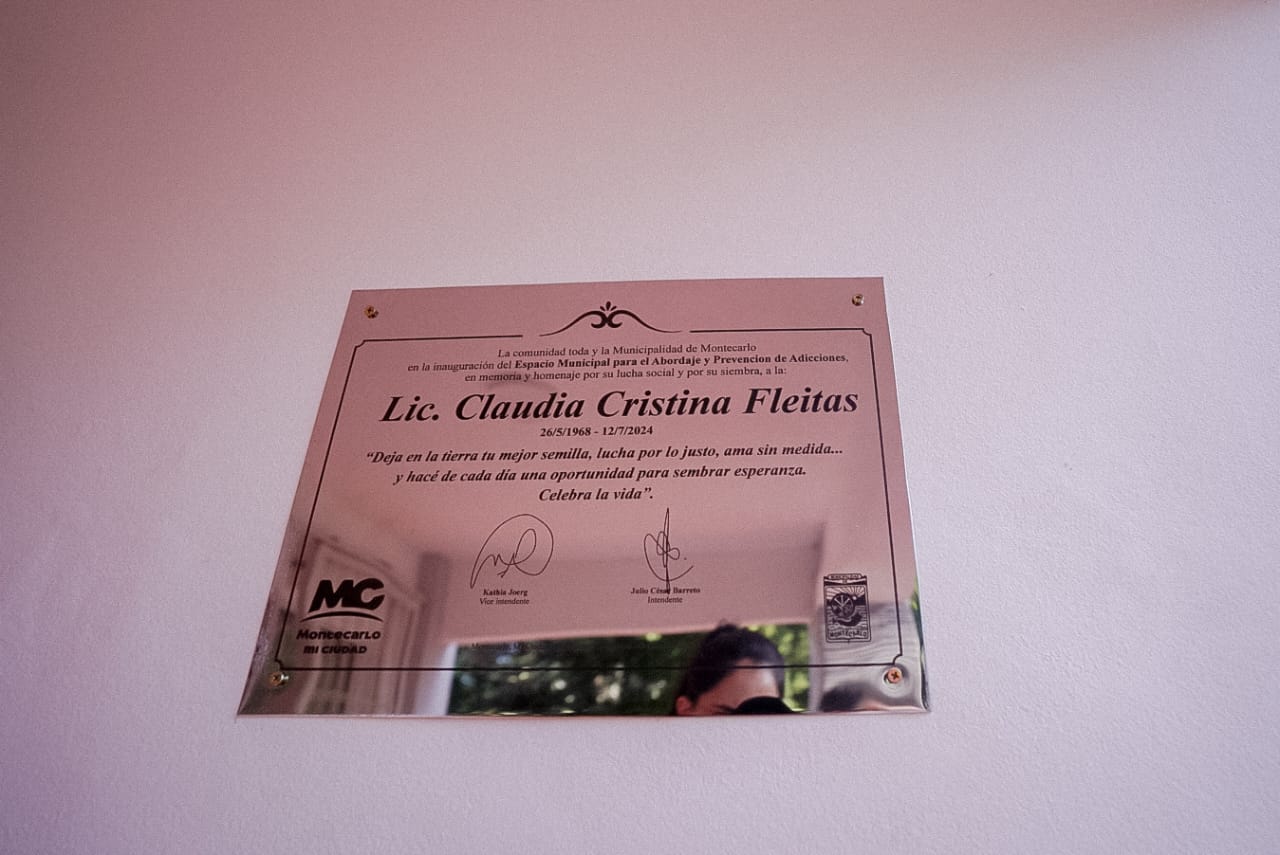 La comunidad toda y la Municipalidad de Montecarlo
en la inauguración del Espacio Municipal para el Abordaje y Prevencion de Adicciones,
en memoria y homenaje por su lucha social y por su siembra, a la:
Lic. Claudia Cristina Fleitas
26/5/1968 - 12/7/2024
“Deja en la tierra tu mejor semilla, lucha por lo justo, ama sin medida...
y hacé de cada día una oportunidad para sembrar esperanza.
Celebra la vida”.
Kathia Joerg
Vice intendente
Julio César Barreto
Intendente
MC
Montecarlo
MI CIUDAD
MUNICIPALIDAD
DE
MONTECARLO